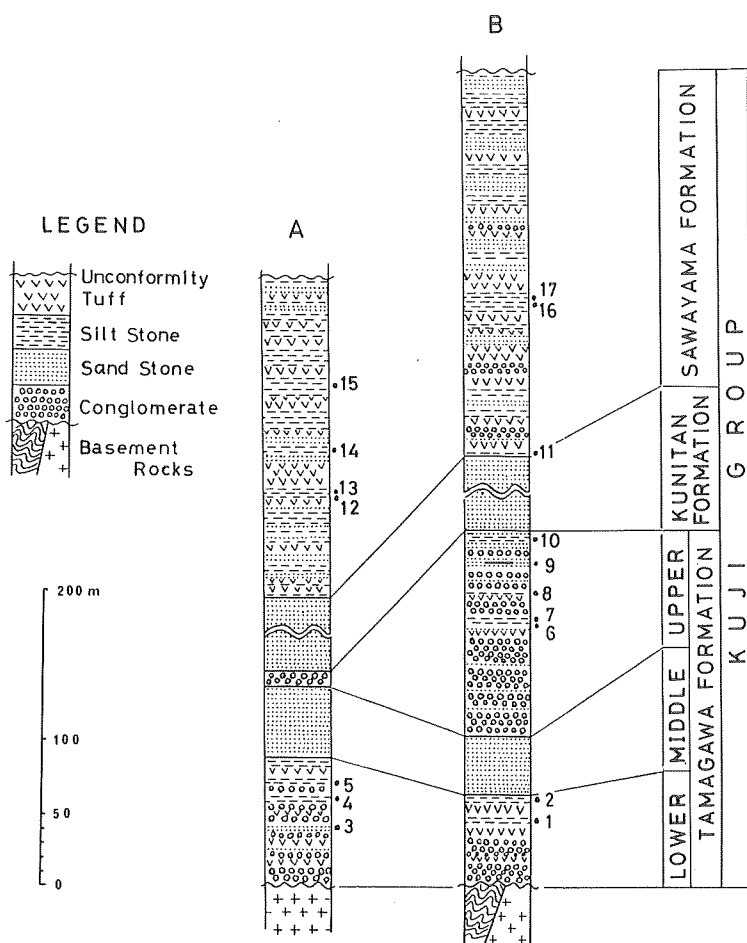 B
LEGEND
Unconformity
Tuff
Silt Stone
Sand Stone
Conglomerate
Basement
Rocks
A
15
14
13
12
5
4
3
17
16
11
10
9
8
7
6
2
1
200 m
100
50
0
SAWAYAMA FORMATION
KUNITAN
FORMATION
UPPER
MIDDLE
LOWER
TAMAGAWA FORMATION
KUJI GROUP